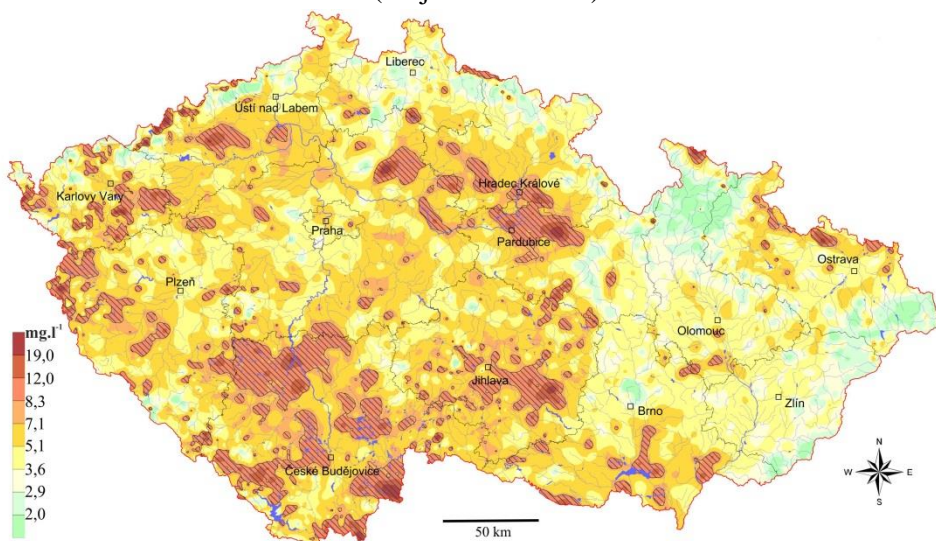 Liberec
Ústí nad Labem
Karlovy Vary
Hradec Králové
Praha
Pardubice
Plzeň
Ostrava
Olomouc
Jihlava
Brno
Zlín
České Budějovice
mg.l-1
19,0
12,0
8,3
7,1
5,1
3,6
2,9
2,0
N
W E
S
50 km